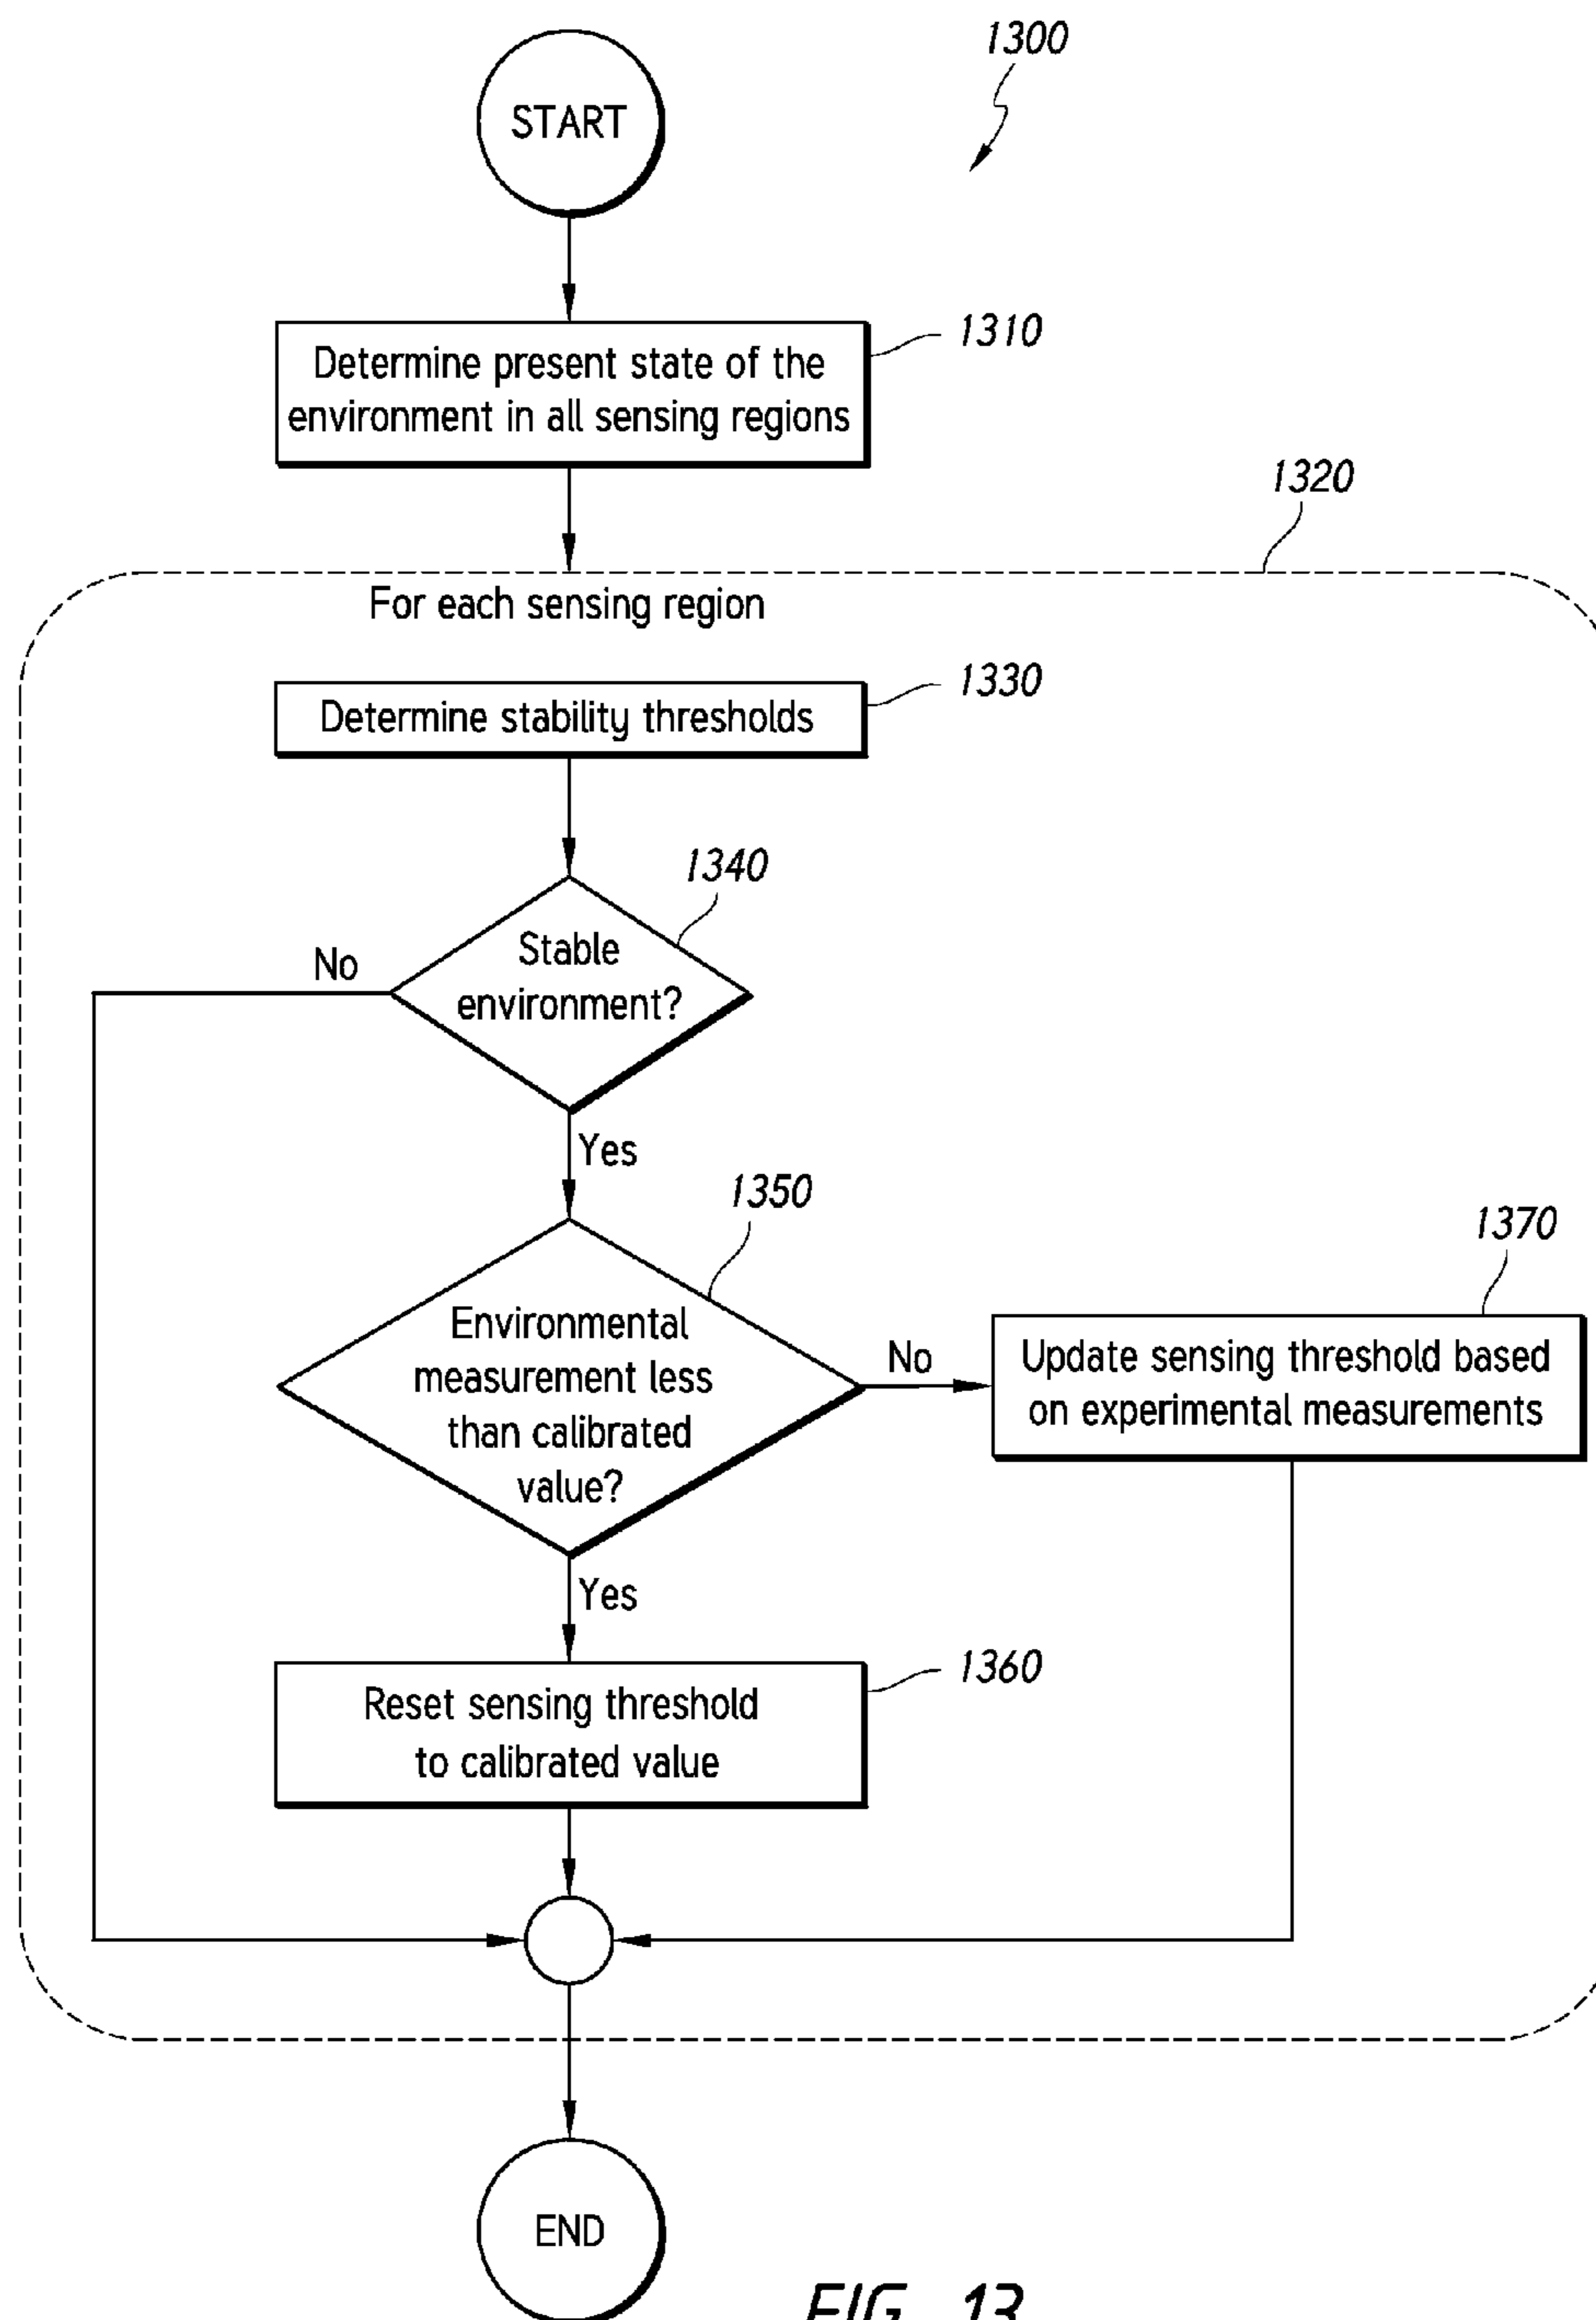 1300
START
1310
Determine present state of the
environment in all sensing regions
1320
For each sensing region
1330
Determine stability thresholds
1340
Stable
environment?
No
Yes
1350
Environmental
measurement less
than calibrated
value?
No
1370
Update sensing threshold based
on experimental measurements
Yes
1360
Reset sensing threshold
to calibrated value
END
FIG. 13